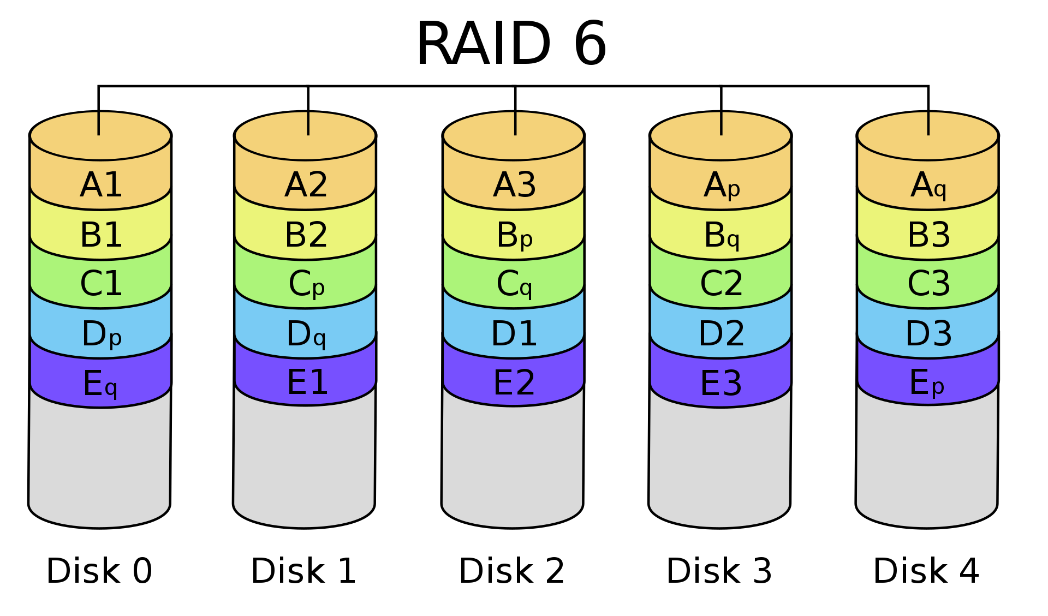 RAID 6
A1 A2 A3 Ap Aq
B1 B2 Bp Bq B3
C1 Cp Cq C2 C3
Dp Dq D1 D2 D3
Eq E1 E2 E3 Ep
Disk 0 Disk 1 Disk 2 Disk 3 Disk 4